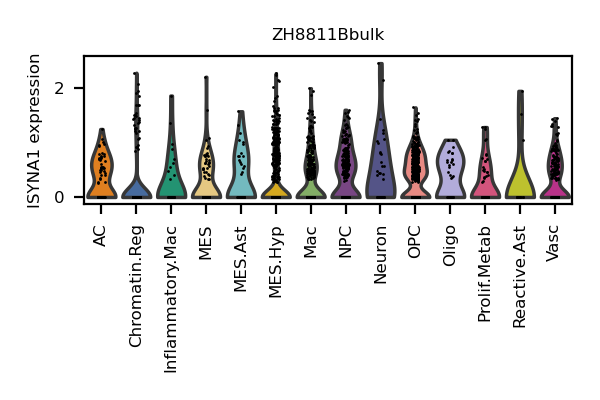 ZH8811Bbulk
ISYNA1 expression
2
0
AC
Chromatin.Reg
Inflammatory.Mac
MES
MES.Ast
MES.Hyp
Mac
NPC
Neuron
OPC
Oligo
Prolif.Metab
Reactive.Ast
Vasc